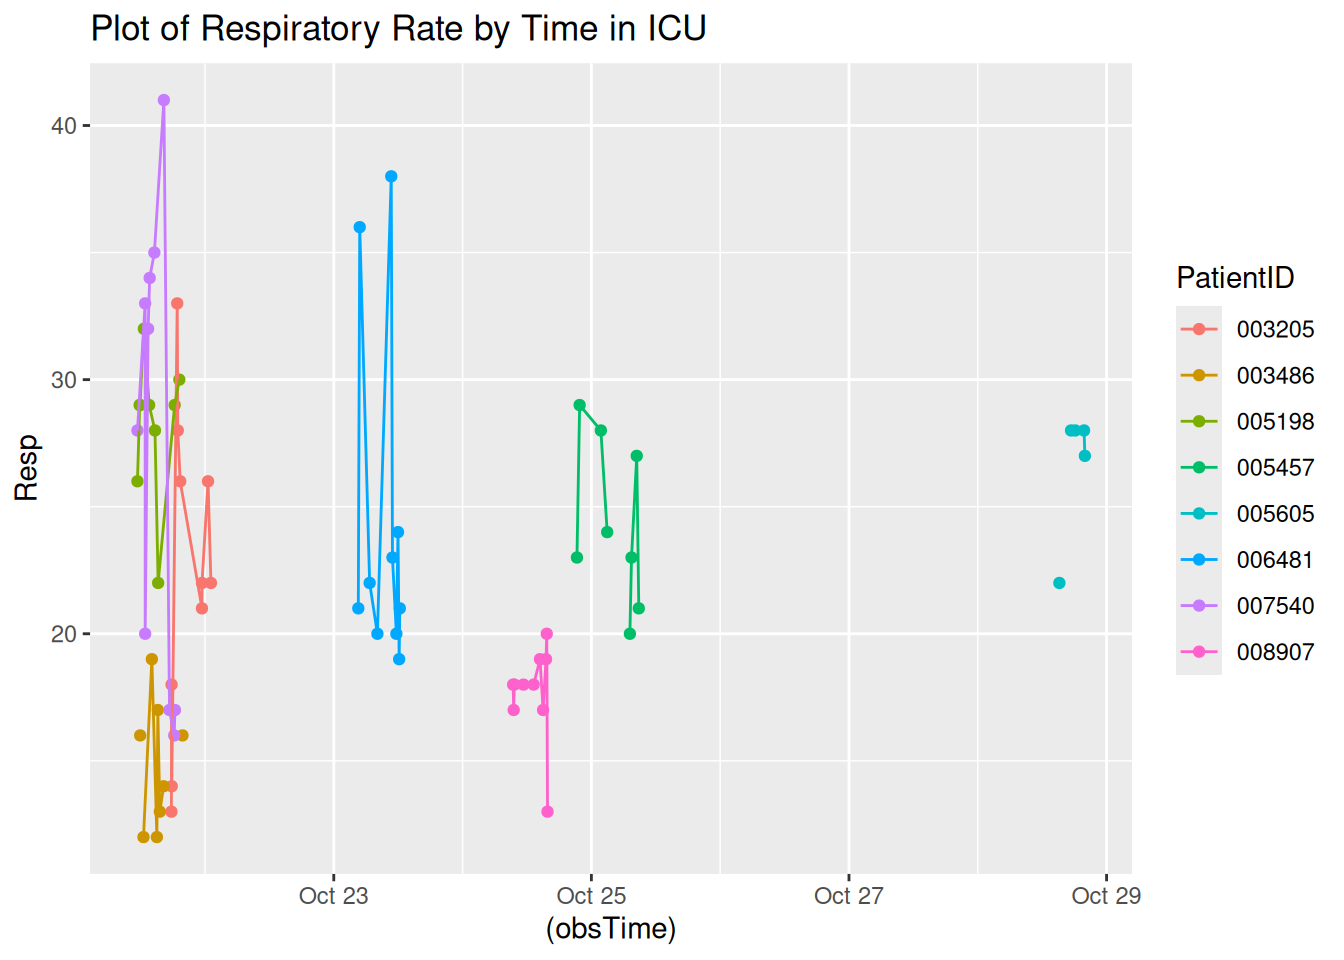 Plot of Respiratory Rate by Time in ICU
Resp
40
30
20
Oct 23
Oct 25
Oct 27
Oct 29
(obsTime)
PatientID
003205
003486
005198
005457
005605
006481
007540
008907